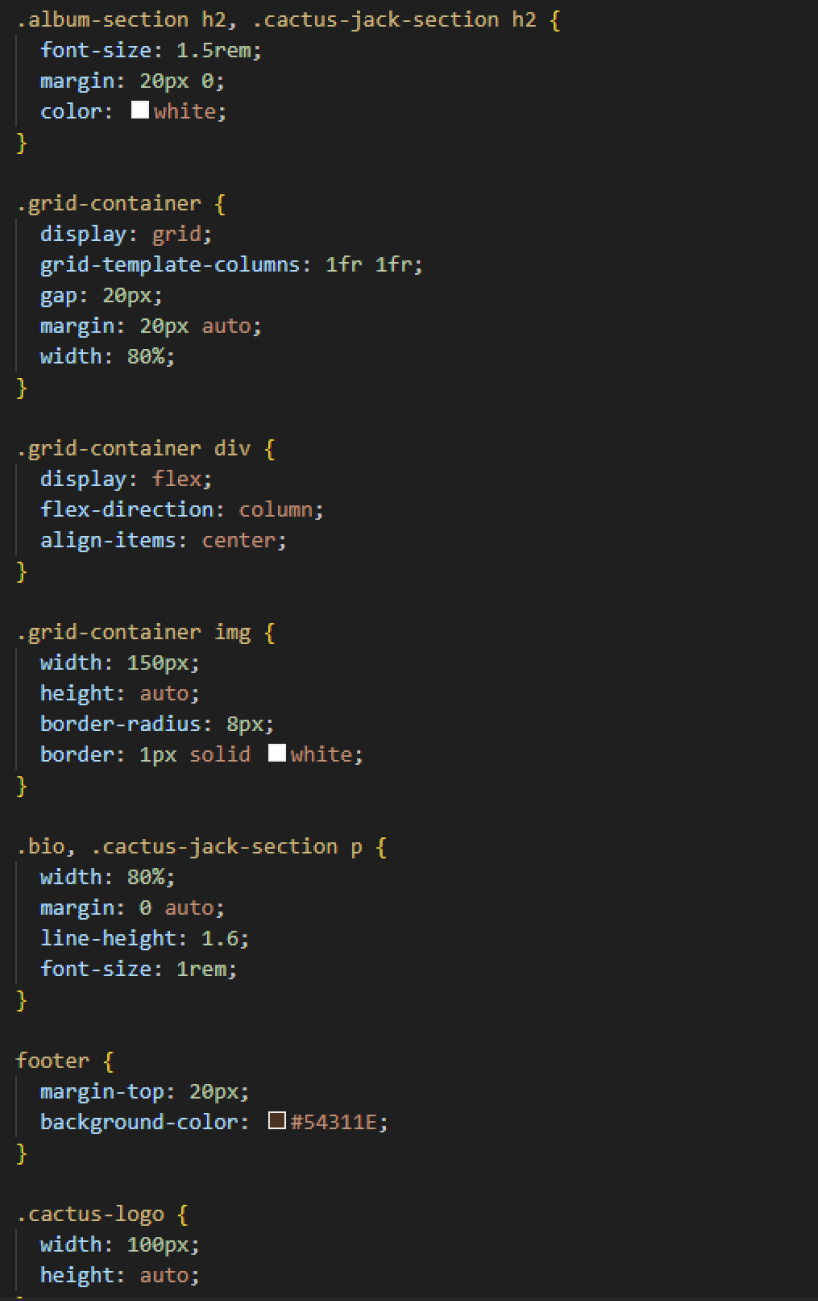 .album-section h2, .cactus-jack-section h2 {
  font-size: 1.5rem;
  margin: 20px 0;
  color: white;
}

.grid-container {
  display: grid;
  grid-template-columns: 1fr 1fr;
  gap: 20px;
  margin: 20px auto;
  width: 80%;
}

.grid-container div {
  display: flex;
  flex-direction: column;
  align-items: center;
}

.grid-container img {
  width: 150px;
  height: auto;
  border-radius: 8px;
  border: 1px solid white;
}

.bio, .cactus-jack-section p {
  width: 80%;
  margin: 0 auto;
  line-height: 1.6;
  font-size: 1rem;
}

footer {
  margin-top: 20px;
  background-color: #54311E;
}

.cactus-logo {
  width: 100px;
  height: auto;